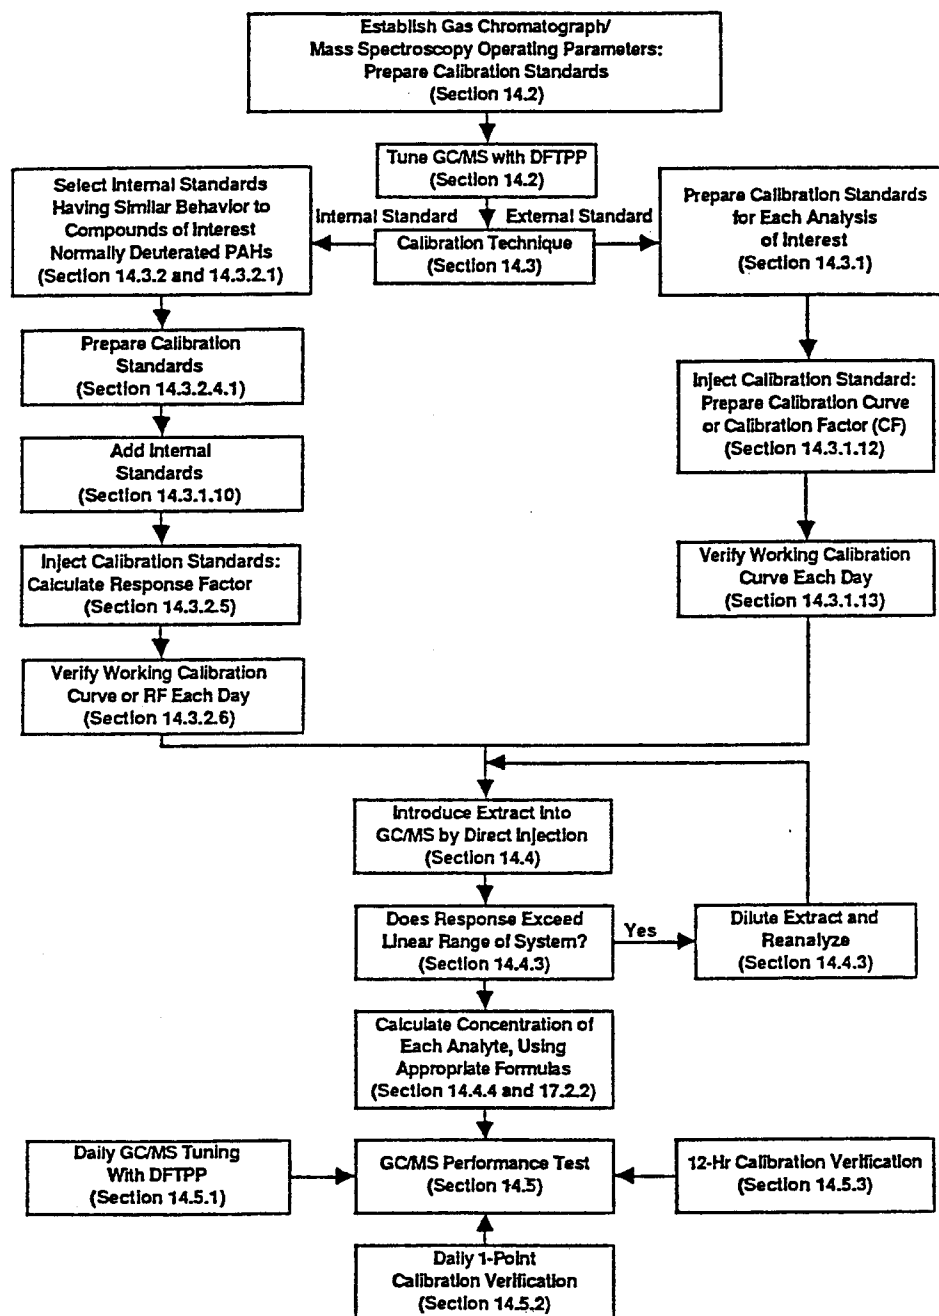 Establish Gas Chromatograph/
Mass Spectroscopy Operating Parameters:
Prepare Calibration Standards
(Section 14.2)
Tune GC/MS with DFTPP
(Section 14.2)
Select Internal Standards
Having Similar Behavior to
Compounds of Interest
Normally Deuterated PAHs
(Section 14.3.2 and 14.3.2.1)
Internal Standard
External Standard
Calibration Technique
(Section 14.3)
Prepare Calibration Standards
for Each Analysis
of Interest
(Section 14.3.1)
Prepare Calibration
Standards
(Section 14.3.2.4.1)
Inject Calibration Standard:
Prepare Calibration Curve
or Calibration Factor (CF)
(Section 14.3.1.12)
Add Internal
Standards
(Section 14.3.1.10)
Inject Calibration Standards:
Calculate Response Factor
(Section 14.3.2.5)
Verify Working Calibration
Curve Each Day
(Section 14.3.1.13)
Verify Working Calibration
Curve or RF Each Day
(Section 14.3.2.6)
Introduce Extract into
GC/MS by Direct Injection
(Section 14.4)
Does Response Exceed
Linear Range of System?
(Section 14.4.3)
Yes
Dilute Extract and
Reanalyze
(Section 14.4.3)
Calculate Concentration of
Each Analyte, Using
Appropriate Formulas
(Section 14.4.4 and 17.2.2)
Daily GC/MS Tuning
With DFTPP
(Section 14.5.1)
GC/MS Performance Test
(Section 14.5)
12-Hr Calibration Verification
(Section 14.5.3)
Daily 1-Point
Calibration Verification
(Section 14.5.2)